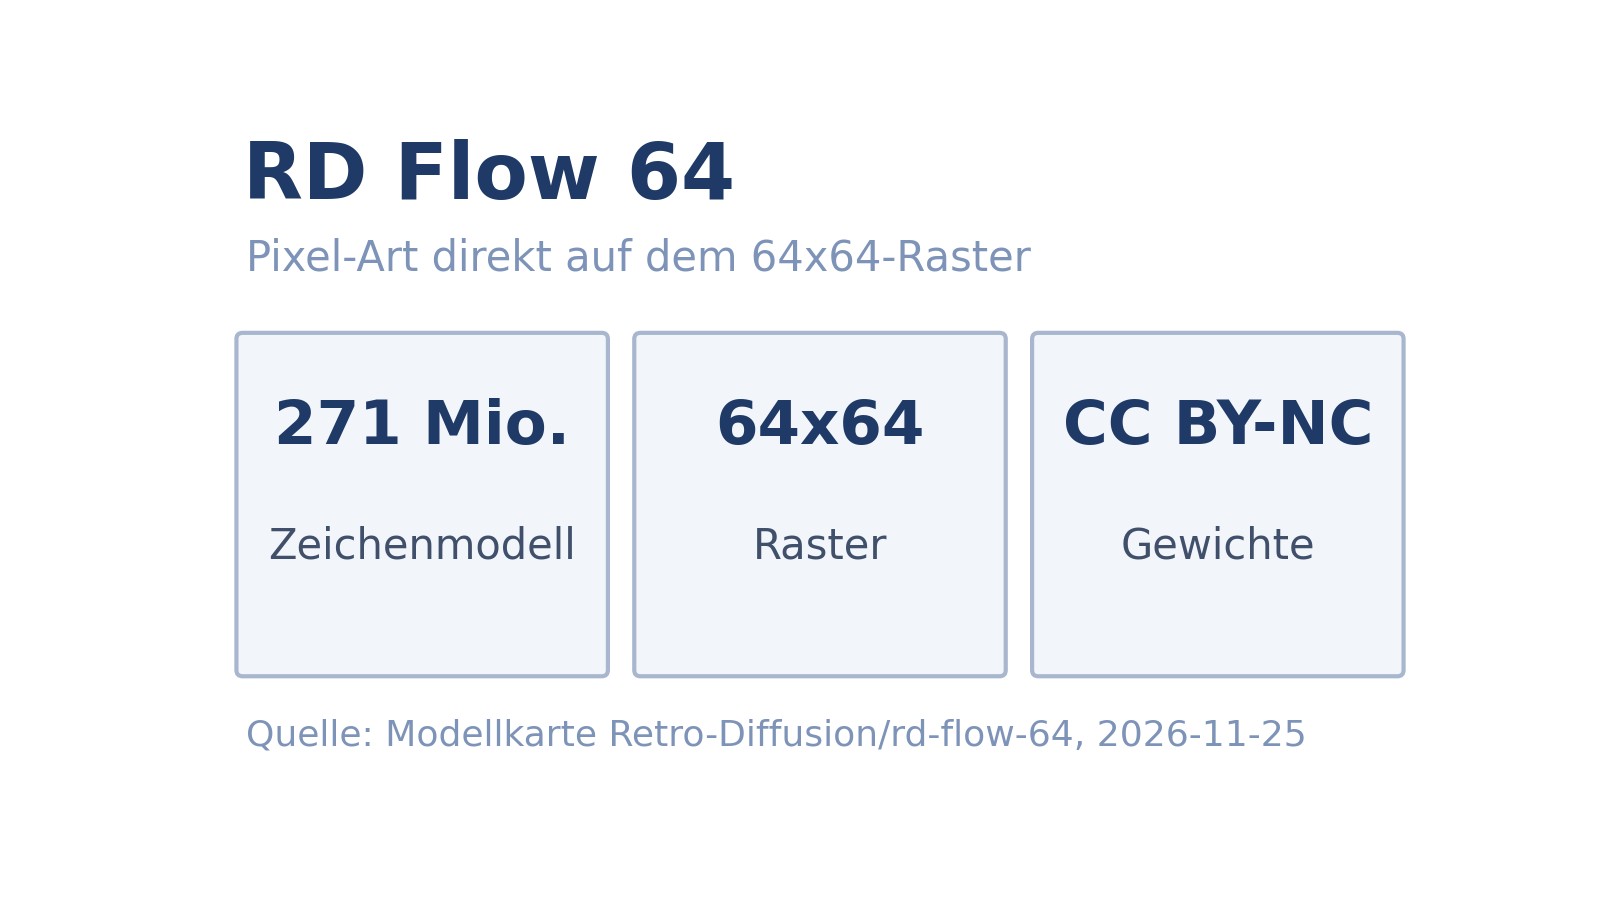 RD Flow 64
Pixel-Art direkt auf dem 64x64-Raster
271 Mio.
Zeichenmodell
64x64
Raster
CC BY-NC
Gewichte
Quelle: Modellkarte Retro-Diffusion/rd-flow-64, 2026-11-25